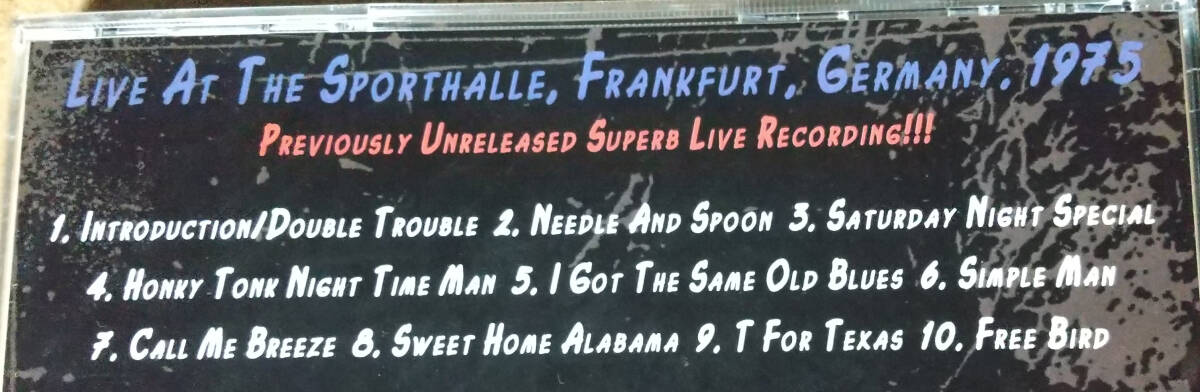 Live At The Sporthalle, Frankfurt, Germany, 1975
Previously Unreleased Superb Live Recording!!!
1. Introduction/Double Trouble 2. Needle And Spoon 3. Saturday Night Special
4. Honky Tonk Night Time Man 5. I Got The Same Old Blues 6. Simple Man
7. Call Me Breeze 8. Sweet Home Alabama 9. T For Texas 10. Free Bird